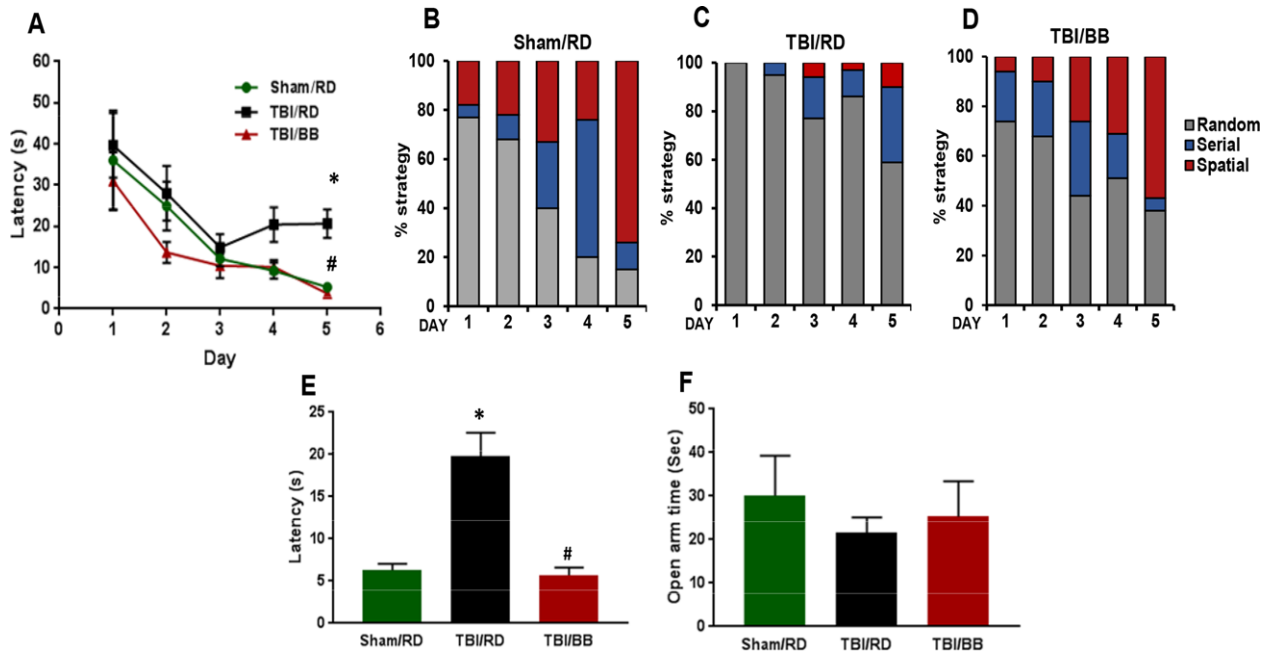 A
Latency (s)
60
50
40
30
20
10
0
Sham/RD
TBI/RD
TBI/BB
*
#
0 1 2 3 4 5 6
Day
B
Sham/RD
% strategy
100
80
60
40
20
0
DAY 1 2 3 4 5
C
TBI/RD
% strategy
100
80
60
40
20
0
DAY 1 2 3 4 5
D
TBI/BB
% strategy
100
80
60
40
20
0
DAY 1 2 3 4 5
Random
Serial
Spatial
E
Latency (s)
25
20
15
10
5
0
*
#
Sham/RD TBI/RD TBI/BB
F
Open arm time (Sec)
50
40
30
20
10
0
Sham/RD TBI/RD TBI/BB